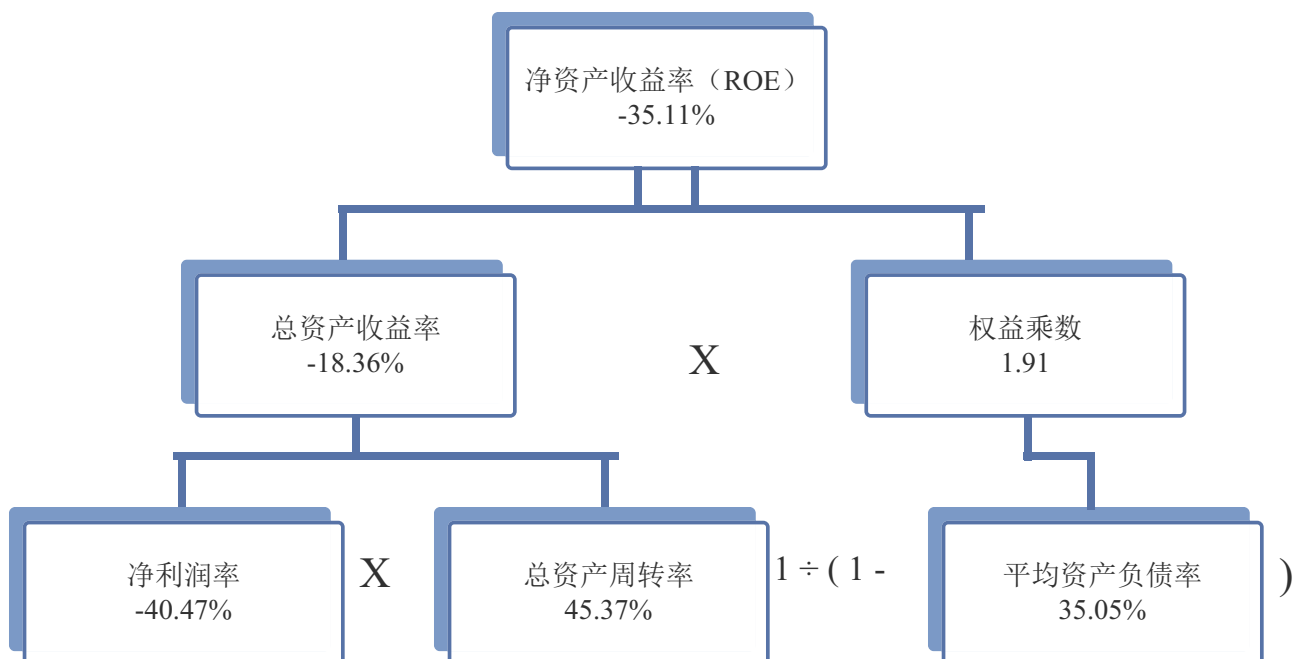 净资产收益率（ROE）
-35.11%
总资产收益率
-18.36%
X
权益乘数
1.91
净利润率
-40.47%
X
总资产周转率
45.37%
1 ÷ ( 1 -
平均资产负债率
35.05%
)